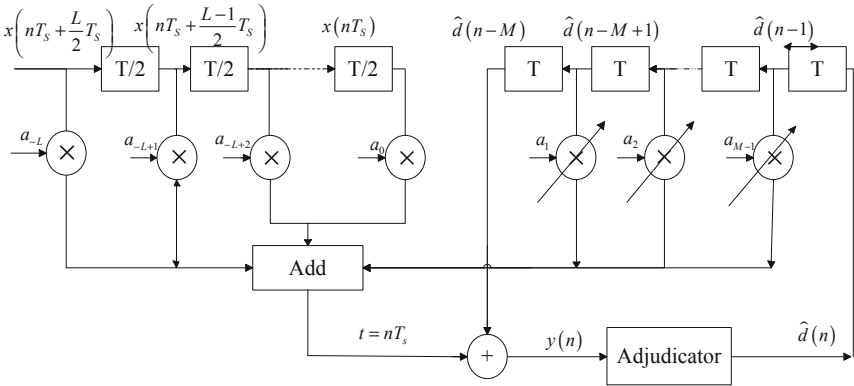 x(nT_S + L/2 T_S) x(nT_S + L−1/2 T_S) x(nT_S) d̂(n−M) d̂(n−M+1) d̂(n−1)
T/2 T/2 T/2 T T T T
a_{−L} a_{−L+1} a_{−L+2} a_0 a_1 a_2 a_{M−1}
× × × × × × ×
Add
t = nT_s y(n) d̂(n)
+ Adjudicator